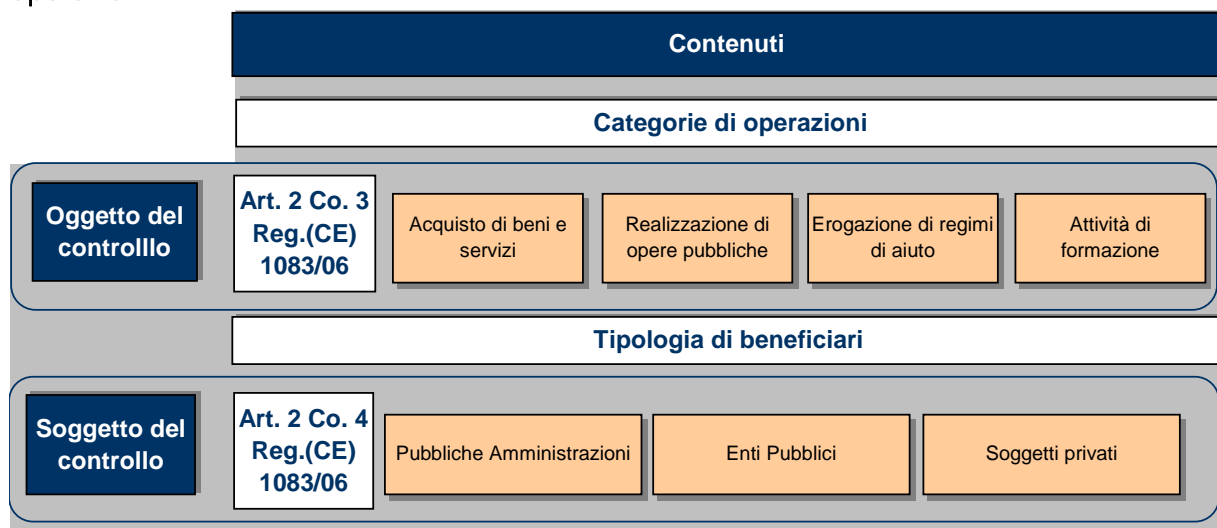 Contenuti
Categorie di operazioni
Oggetto del
controlllo
Art. 2 Co. 3
Reg.(CE)
1083/06
Acquisto di beni e
servizi
Realizzazione di
opere pubbliche
Erogazione di regimi
di aiuto
Attività di
formazione
Tipologia di beneficiari
Soggetto del
controllo
Art. 2 Co. 4
Reg.(CE)
1083/06
Pubbliche Amministrazioni
Enti Pubblici
Soggetti privati